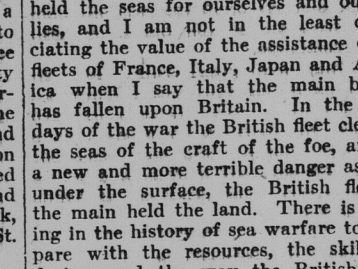 held the seas for ourselves and
lies, and I am not in the least
ciating the value of the assistance
fleets of France, Italy, Japan and
ica when I say that the main
has fallen upon Britain. In the
days of the war the British fleet
the seas of the craft of the foe,
a new and more terrible danger
under the surface, the British
the main held the land. There is
ing in the history of sea warfare to
pare with the resources, the
a
to